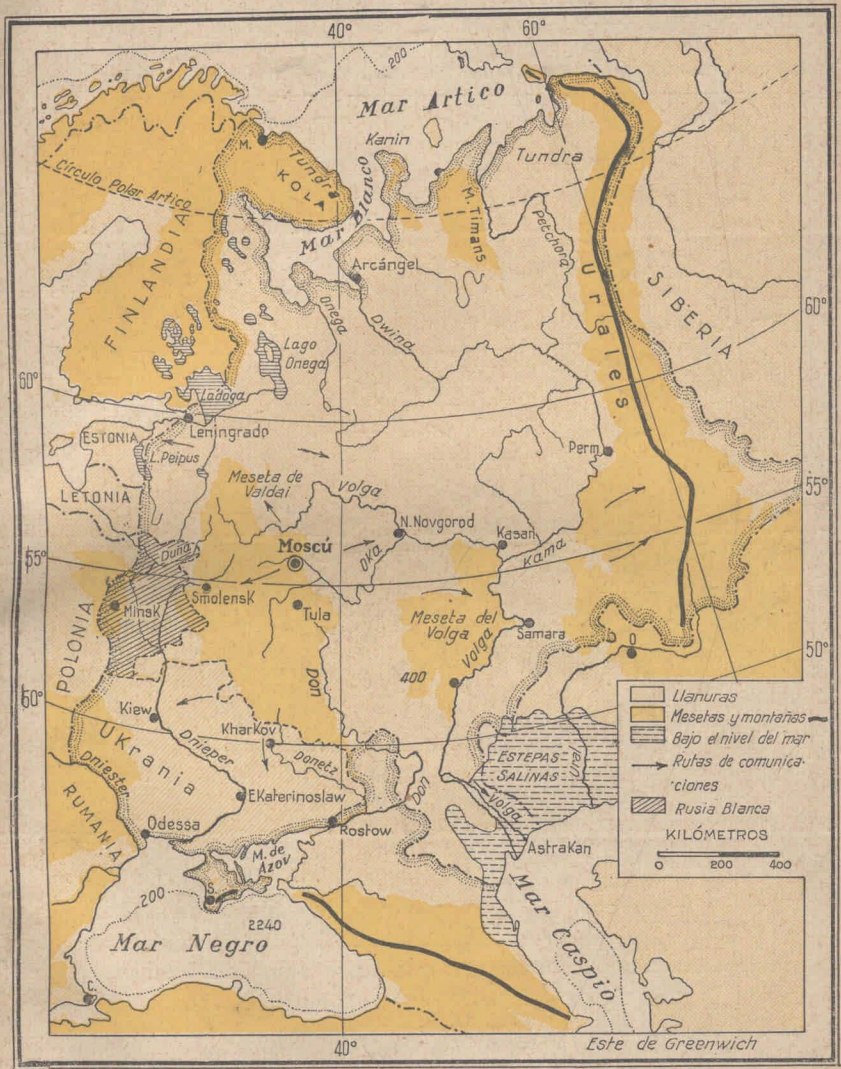 40°
60°
200
Mar Artico
Kanin
Tundra
M.
Tundra
KOLA
Círculo Polar Artico
Mar Blanco
M. Timans
Petchora
Arcángel
Urales
SIBERIA
FINLANDIA
Onega
Dwina
60°
Lago
Onega
60°
Ladoga
Leningrado
ESTONIA
L. Peipus
Perm
LETONIA
Meseta de
Valdai
Volga
55°
N. Novgorod
Kasan
Duña
Moscú
Oka
Kama
55°
Smolensk
Minsk
Tula
Meseta del
Volga
Samara
POLONIA
Don
400
Volga
O.
50°
60°
Kiew
Kharkov
UKrania
Dnieper
Donetz
Don
ESTEPAS
SALINAS
Dniester
EKaterinoslaw
Volga
RUMANIA
Odessa
Rostow
AstraKan
M. de
Azov
S.
200
2240
Mar Negro
Mar Caspio
C.
Llanuras
Mesetas y montañas
Bajo el nivel del mar
Rutas de comunica-
ciones
Rusia Blanca
KILÓMETROS
0 200 400
40°
Este de Greenwich